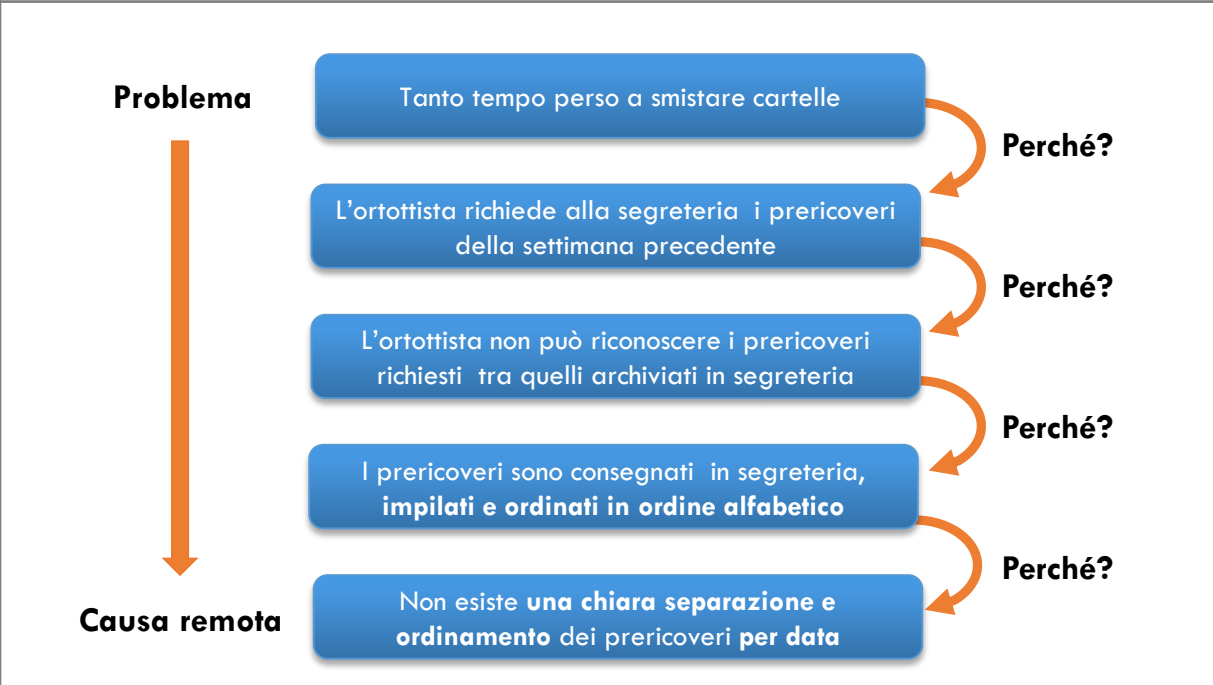 Problema
Tanto tempo perso a smistare cartelle
Perché?
L'ortottista richiede alla segreteria i prericoveri
della settimana precedente
Perché?
L'ortottista non può riconoscere i prericoveri
richiesti tra quelli archiviati in segreteria
Perché?
I prericoveri sono consegnati in segreteria,
impilati e ordinati in ordine alfabetico
Perché?
Causa remota
Non esiste una chiara separazione e
ordinamento dei prericoveri per data